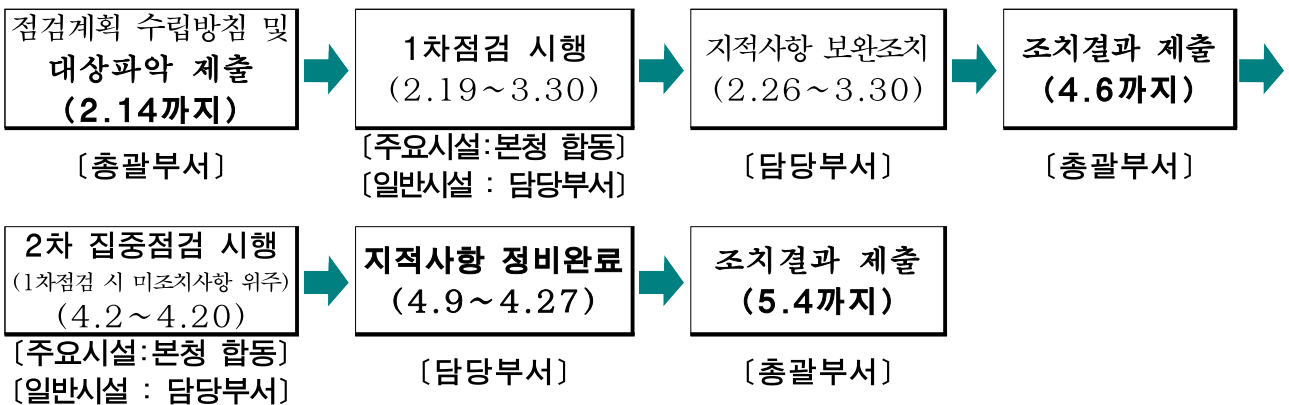 점검계획 수립방침 및
대상파악 제출
(2.14까지)
〔총괄부서〕
1차점검 시행
(2.19～3.30)
〔주요시설:본청 합동〕
〔일반시설 : 담당부서〕
지적사항 보완조치
(2.26～3.30)
〔담당부서〕
조치결과 제출
(4.6까지)
〔총괄부서〕
2차 집중점검 시행
(1차점검 시 미조치사항 위주)
(4.2～4.20)
〔주요시설:본청 합동〕
〔일반시설 : 담당부서〕
지적사항 정비완료
(4.9～4.27)
〔담당부서〕
조치결과 제출
(5.4까지)
〔총괄부서〕